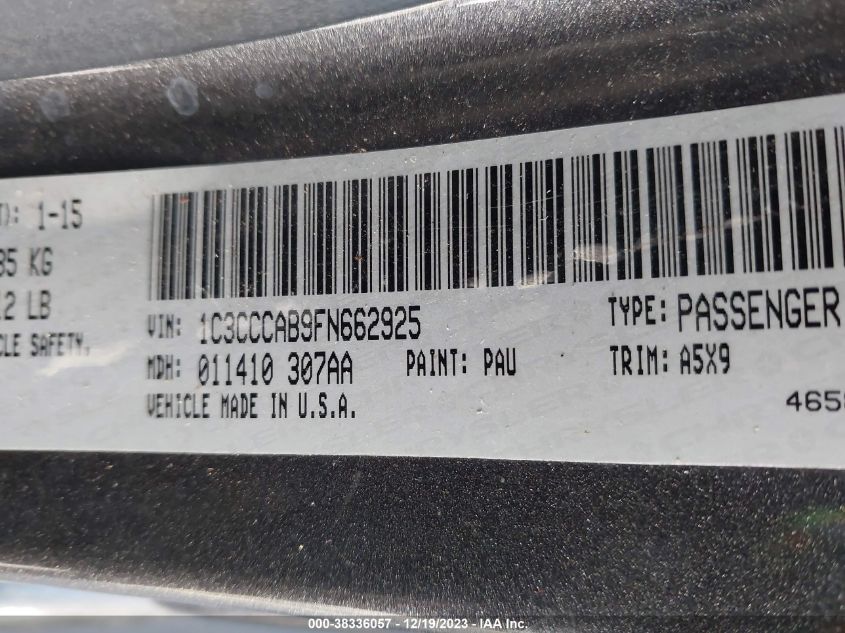 D: 1-15
85 KG
12 LB
CLE SAFETY.
VIN: 1C3CCCAB9FN662925
TYPE: PASSENGER
MDH: 011410 307AA PAINT: PAU
TRIM: A5X9
VEHICLE MADE IN U.S.A.
465
000-38336057 - 12/19/2023 - IAA Inc.